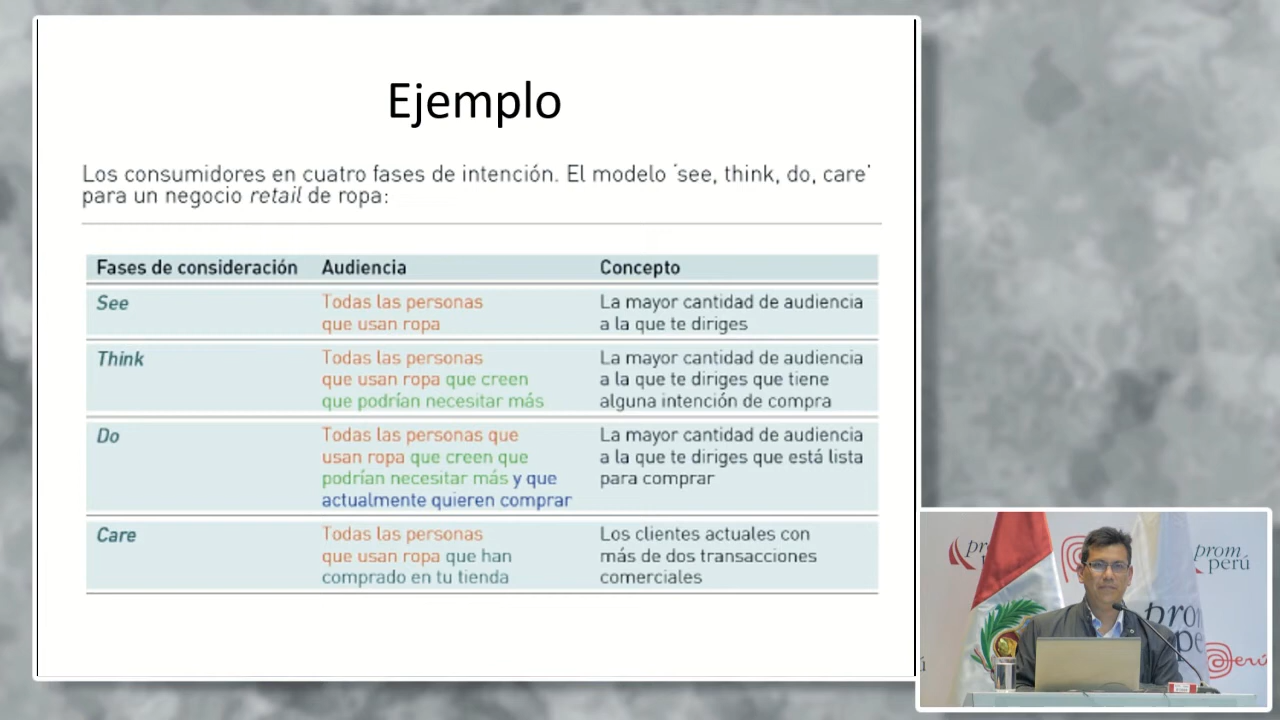 Ejemplo
Los consumidores en cuatro fases de intención. El modelo ‘see, think, do, care’
para un negocio retail de ropa:
Fases de consideración Audiencia Concepto
See
Todas las personas
que usan ropa
La mayor cantidad de audiencia
a la que te diriges
Think
Todas las personas
que usan ropa que creen
que podrían necesitar más
La mayor cantidad de audiencia
a la que te diriges que tiene
alguna intención de compra
Do
Todas las personas que
usan ropa que creen que
podrían necesitar más y que
actualmente quieren comprar
La mayor cantidad de audiencia
a la que te diriges que está lista
para comprar
Care
Todas las personas
que usan ropa que han
comprado en tu tienda
Los clientes actuales con
más de dos transacciones
comerciales
prom
perú
Perú